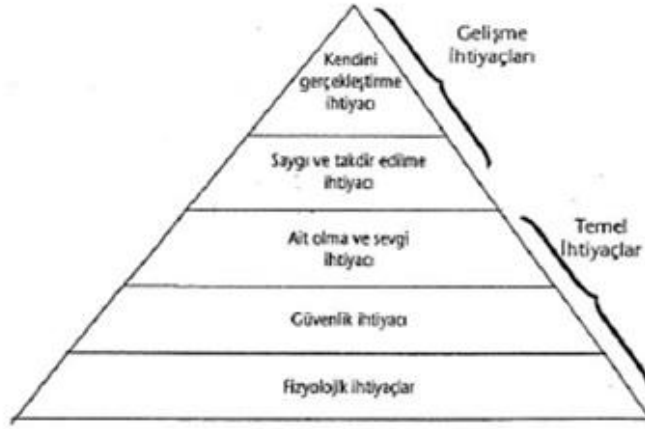 Kendini
gerçekleştirme
ihtiyacı
Gelişme
İhtiyaçları
Saygı ve takdir edilme
ihtiyacı
Ait olma ve sevgi
ihtiyacı
Temel
İhtiyaçlar
Güvenlik ihtiyacı
Fizyolojik ihtiyaçlar